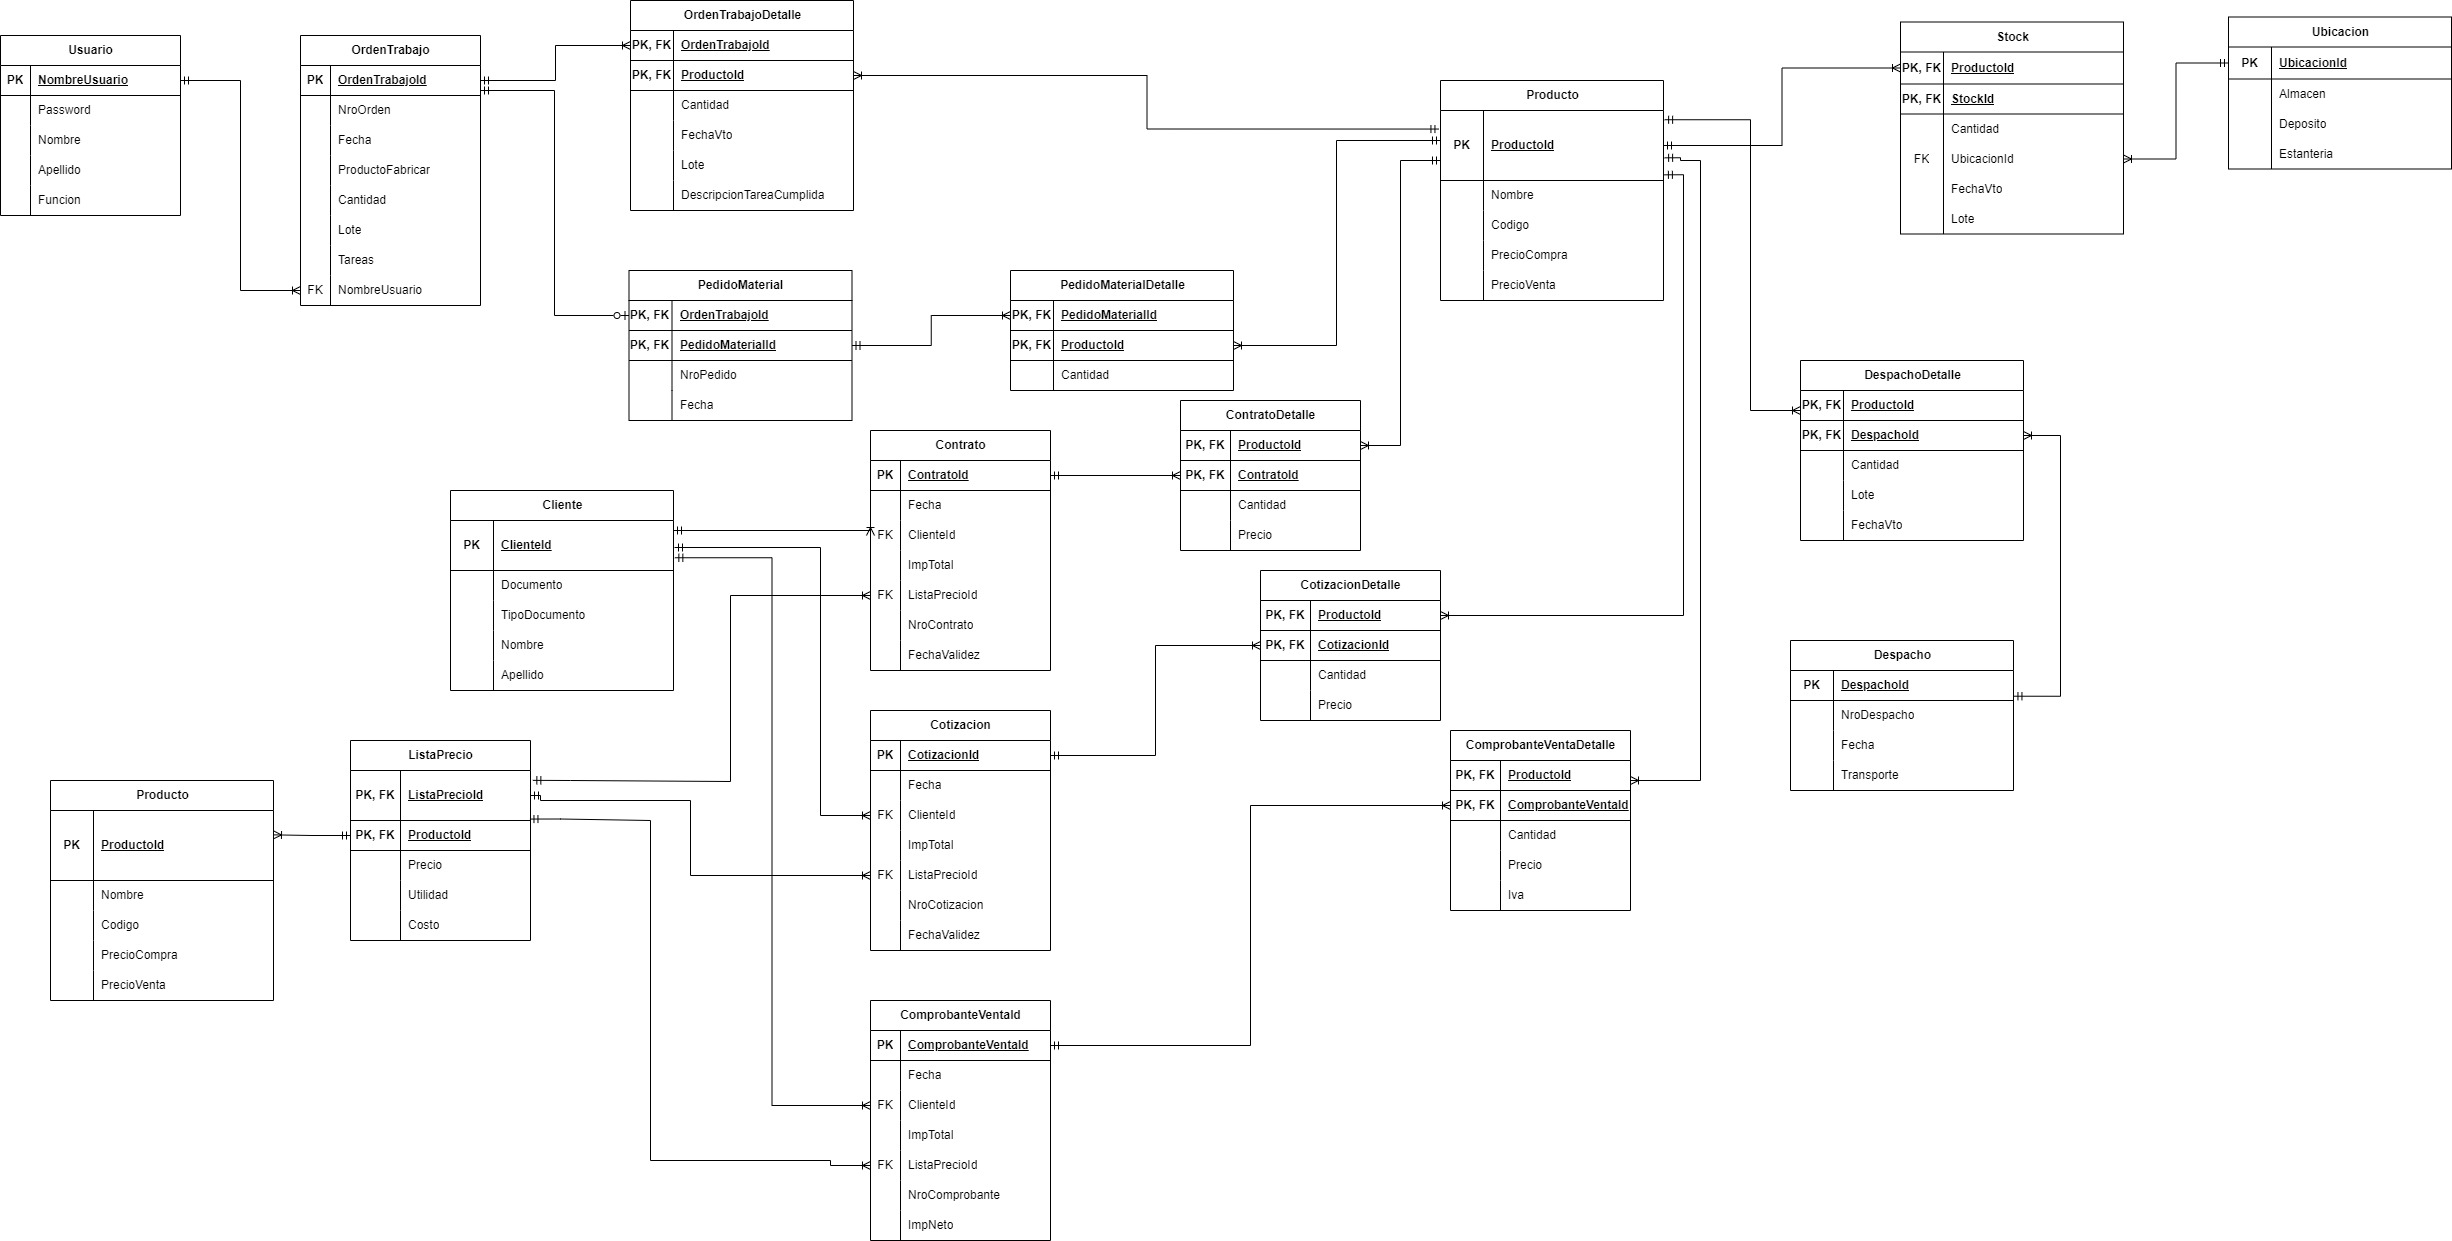 Usuario
PK NombreUsuario
Password
Nombre
Apellido
Funcion
OrdenTrabajo
PK OrdenTrabajoId
NroOrden
Fecha
ProductoFabricar
Cantidad
Lote
Tareas
FK NombreUsuario
OrdenTrabajoDetalle
PK, FK OrdenTrabajoId
PK, FK ProductoId
Cantidad
FechaVto
Lote
DescripcionTareaCumplida
Producto
PK ProductoId
Nombre
Codigo
PrecioCompra
PrecioVenta
Stock
PK, FK ProductoId
PK, FK StockId
Cantidad
FK UbicacionId
FechaVto
Lote
Ubicacion
PK UbicacionId
Almacen
Deposito
Estanteria
PedidoMaterial
PK, FK OrdenTrabajoId
PK, FK PedidoMaterialId
NroPedido
Fecha
PedidoMaterialDetalle
PK, FK PedidoMaterialId
PK, FK ProductoId
Cantidad
DespachoDetalle
PK, FK ProductoId
PK, FK DespachoId
Cantidad
Lote
FechaVto
ContratoDetalle
PK, FK ProductoId
PK, FK ContratoId
Cantidad
Precio
Contrato
PK ContratoId
Fecha
FK ClienteId
ImpTotal
FK ListaPrecioId
NroContrato
FechaValidez
Cliente
PK ClienteId
Documento
TipoDocumento
Nombre
Apellido
CotizacionDetalle
PK, FK ProductoId
PK, FK CotizacionId
Cantidad
Precio
Despacho
PK DespachoId
NroDespacho
Fecha
Transporte
Cotizacion
PK CotizacionId
Fecha
FK ClienteId
ImpTotal
FK ListaPrecioId
NroCotizacion
FechaValidez
ComprobanteVentaDetalle
PK, FK ProductoId
PK, FK ComprobanteVentaId
Cantidad
Precio
Iva
ListaPrecio
PK, FK ListaPrecioId
PK, FK ProductoId
Precio
Utilidad
Costo
Producto
PK ProductoId
Nombre
Codigo
PrecioCompra
PrecioVenta
ComprobanteVentaId
PK ComprobanteVentaId
Fecha
FK ClienteId
ImpTotal
FK ListaPrecioId
NroComprobante
ImpNeto